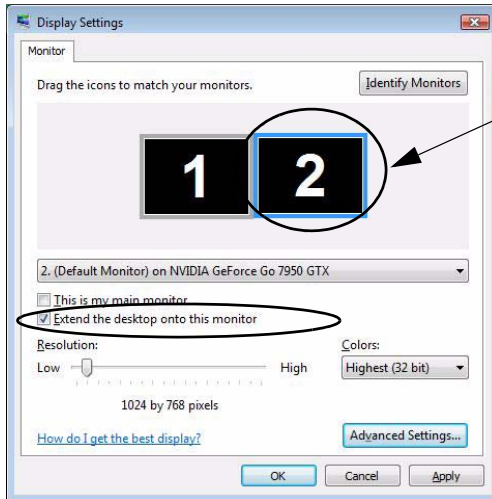 Display Settings
Monitor
Drag the icons to match your monitors.
Identify Monitors
1 2
2. (Default Monitor) on NVIDIA GeForce Go 7950 GTX
This is my main monitor
Extend the desktop onto this monitor
Resolution:
Colors:
Low High
Highest (32 bit)
1024 by 768 pixels
How do I get the best display?
Advanced Settings...
OK Cancel Apply